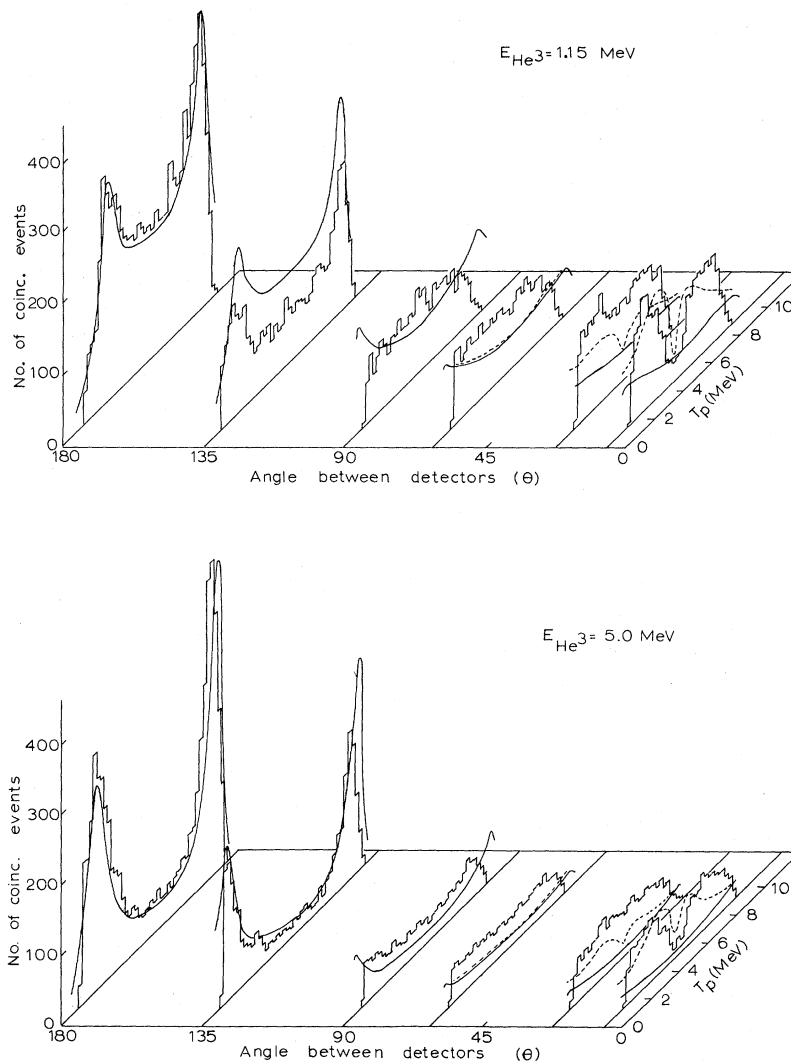 E_He³ = 1.15 MeV
No. of coinc. events
400
300
200
100
0
180 135 90 45 0
Angle between detectors (θ)
0 2 4 6 8 10
Tp (MeV)
E_He³ = 5.0 MeV
No. of coinc. events
400
300
200
100
0
180 135 90 45 0
Angle between detectors (θ)
0 2 4 6 8 10
Tp (MeV)